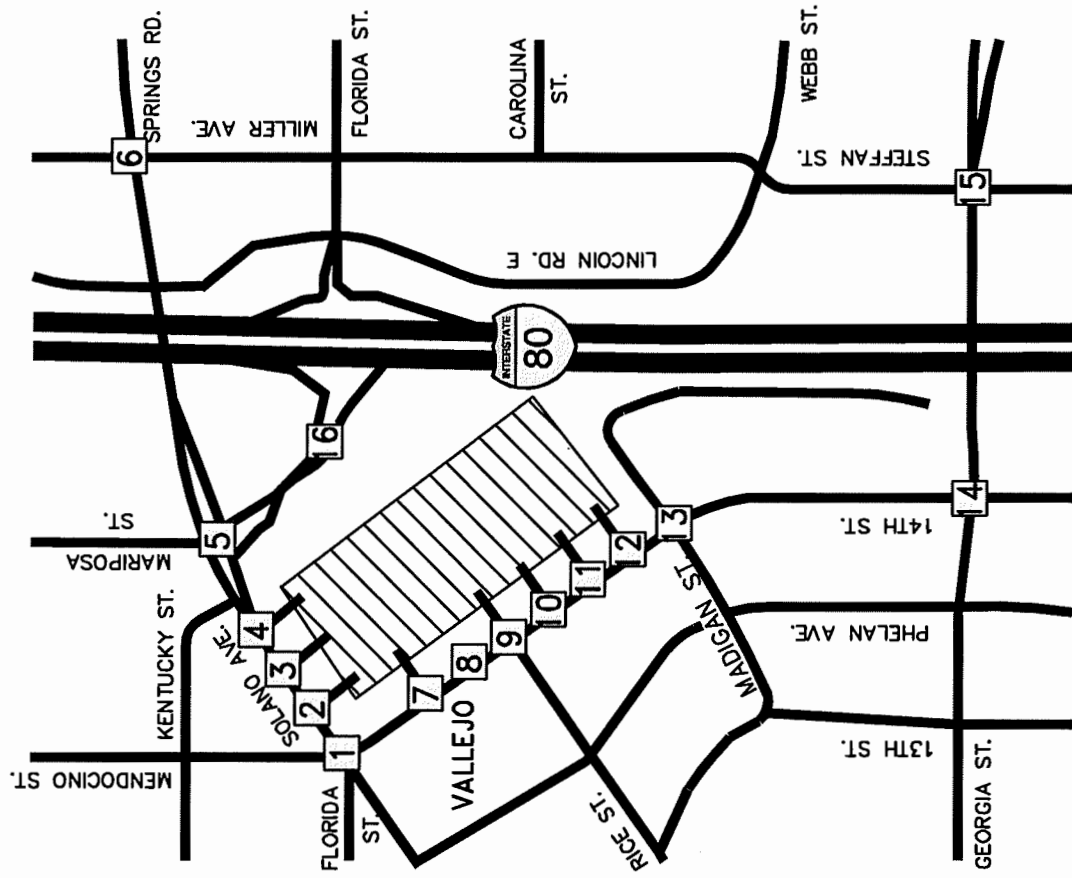 SPRINGS RD.
FLORIDA ST.
CAROLINA
ST.
WEBB ST.
MILLER AVE.
STEFFAN ST.
6
15
LINCOIN RD. E
INTERSTATE
80
MARIPOSA
ST.
16
5
14
14TH ST.
13
12
11
10
9
8
7
KENTUCKY ST.
SOLANO AVE.
4
3
2
1
MADIGAN ST.
PHELAN AVE.
VALLEJO
MENDOCINO ST.
FLORIDA
ST.
RICE ST.
13TH ST.
GEORGIA ST.